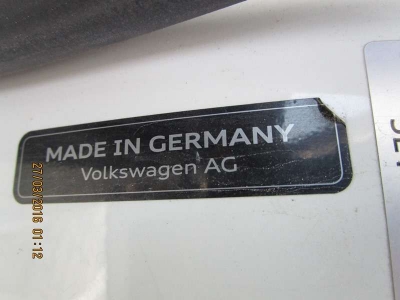 MADE IN GERMANY
Volkswagen AG
27/03/2016 01:12